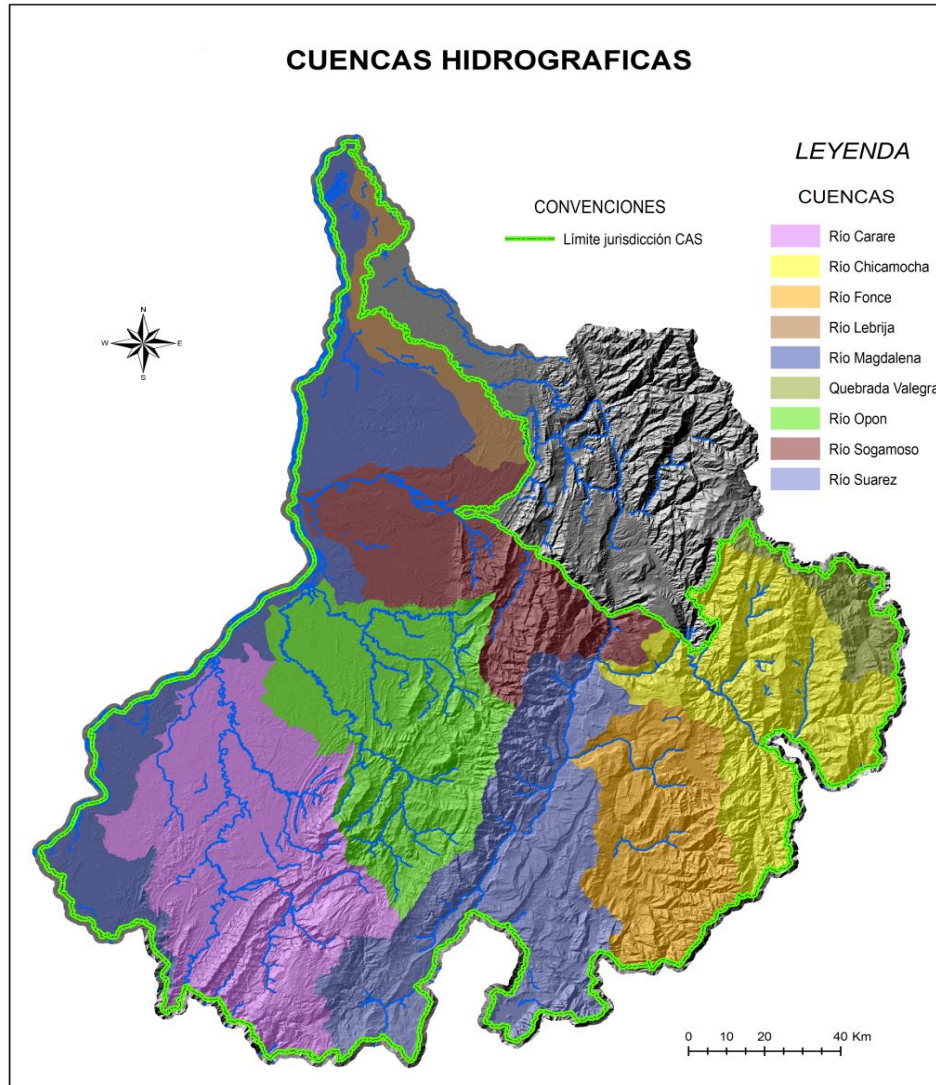 CUENCAS HIDROGRAFICAS
LEYENDA
CONVENCIONES
Límite jurisdicción CAS
CUENCAS
Río Carare
Río Chicamocha
Río Fonce
Río Lebrija
Río Magdalena
Quebrada Valegra
Río Opon
Río Sogamoso
Río Suarez
N
W E
S
0 10 20 40 Km